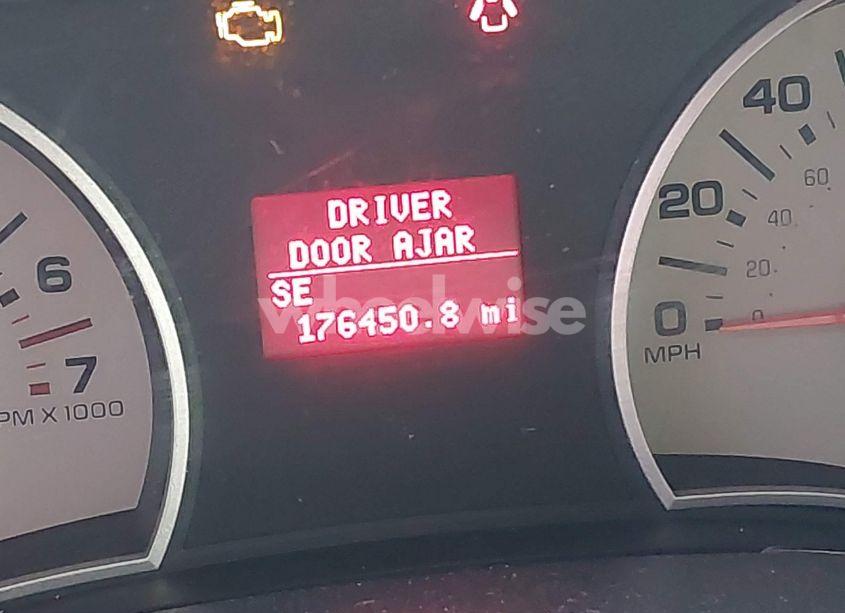 DRIVER
DOOR AJAR
SE
176450.8 mi
wheelwise
6
7
PM X 1000
40
20
0
MPH
60
40
20
0